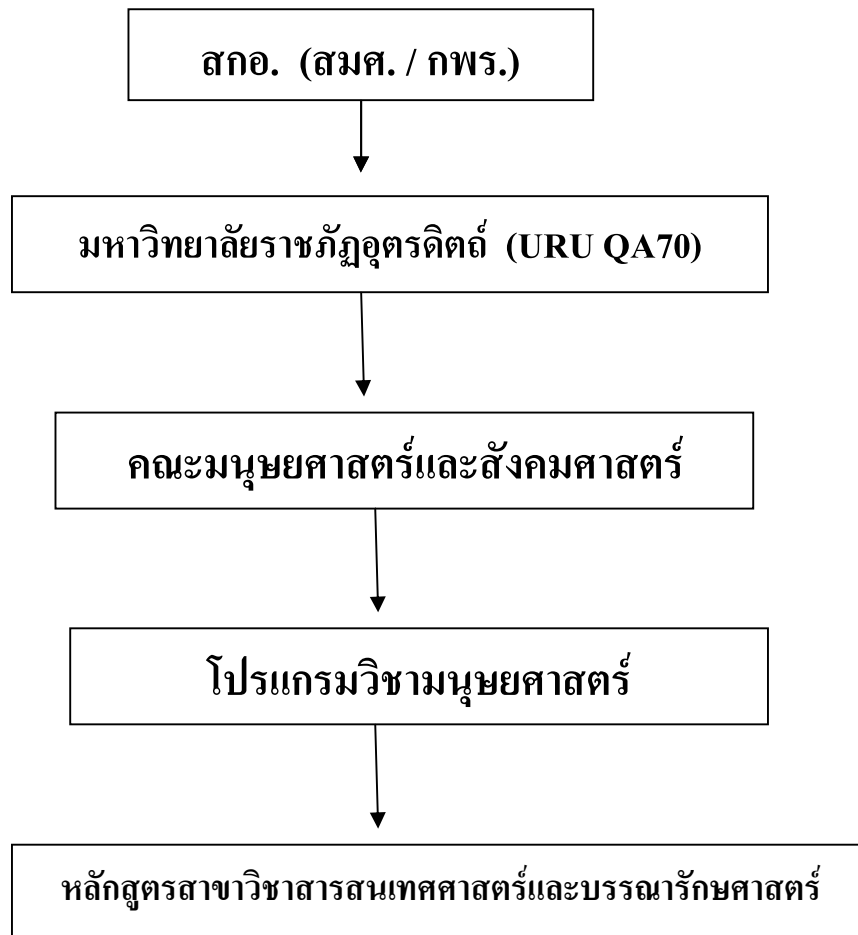 สกอ. (สมศ. / กพร.)
มหาวิทยาลัยราชภัฏอุตรดิตถ์ (URU QA70)
คณะมนุษยศาสตร์และสังคมศาสตร์
โปรแกรมวิชามนุษยศาสตร์
หลักสูตรสาขาวิชาสารสนเทศศาสตร์และบรรณารักษศาสตร์